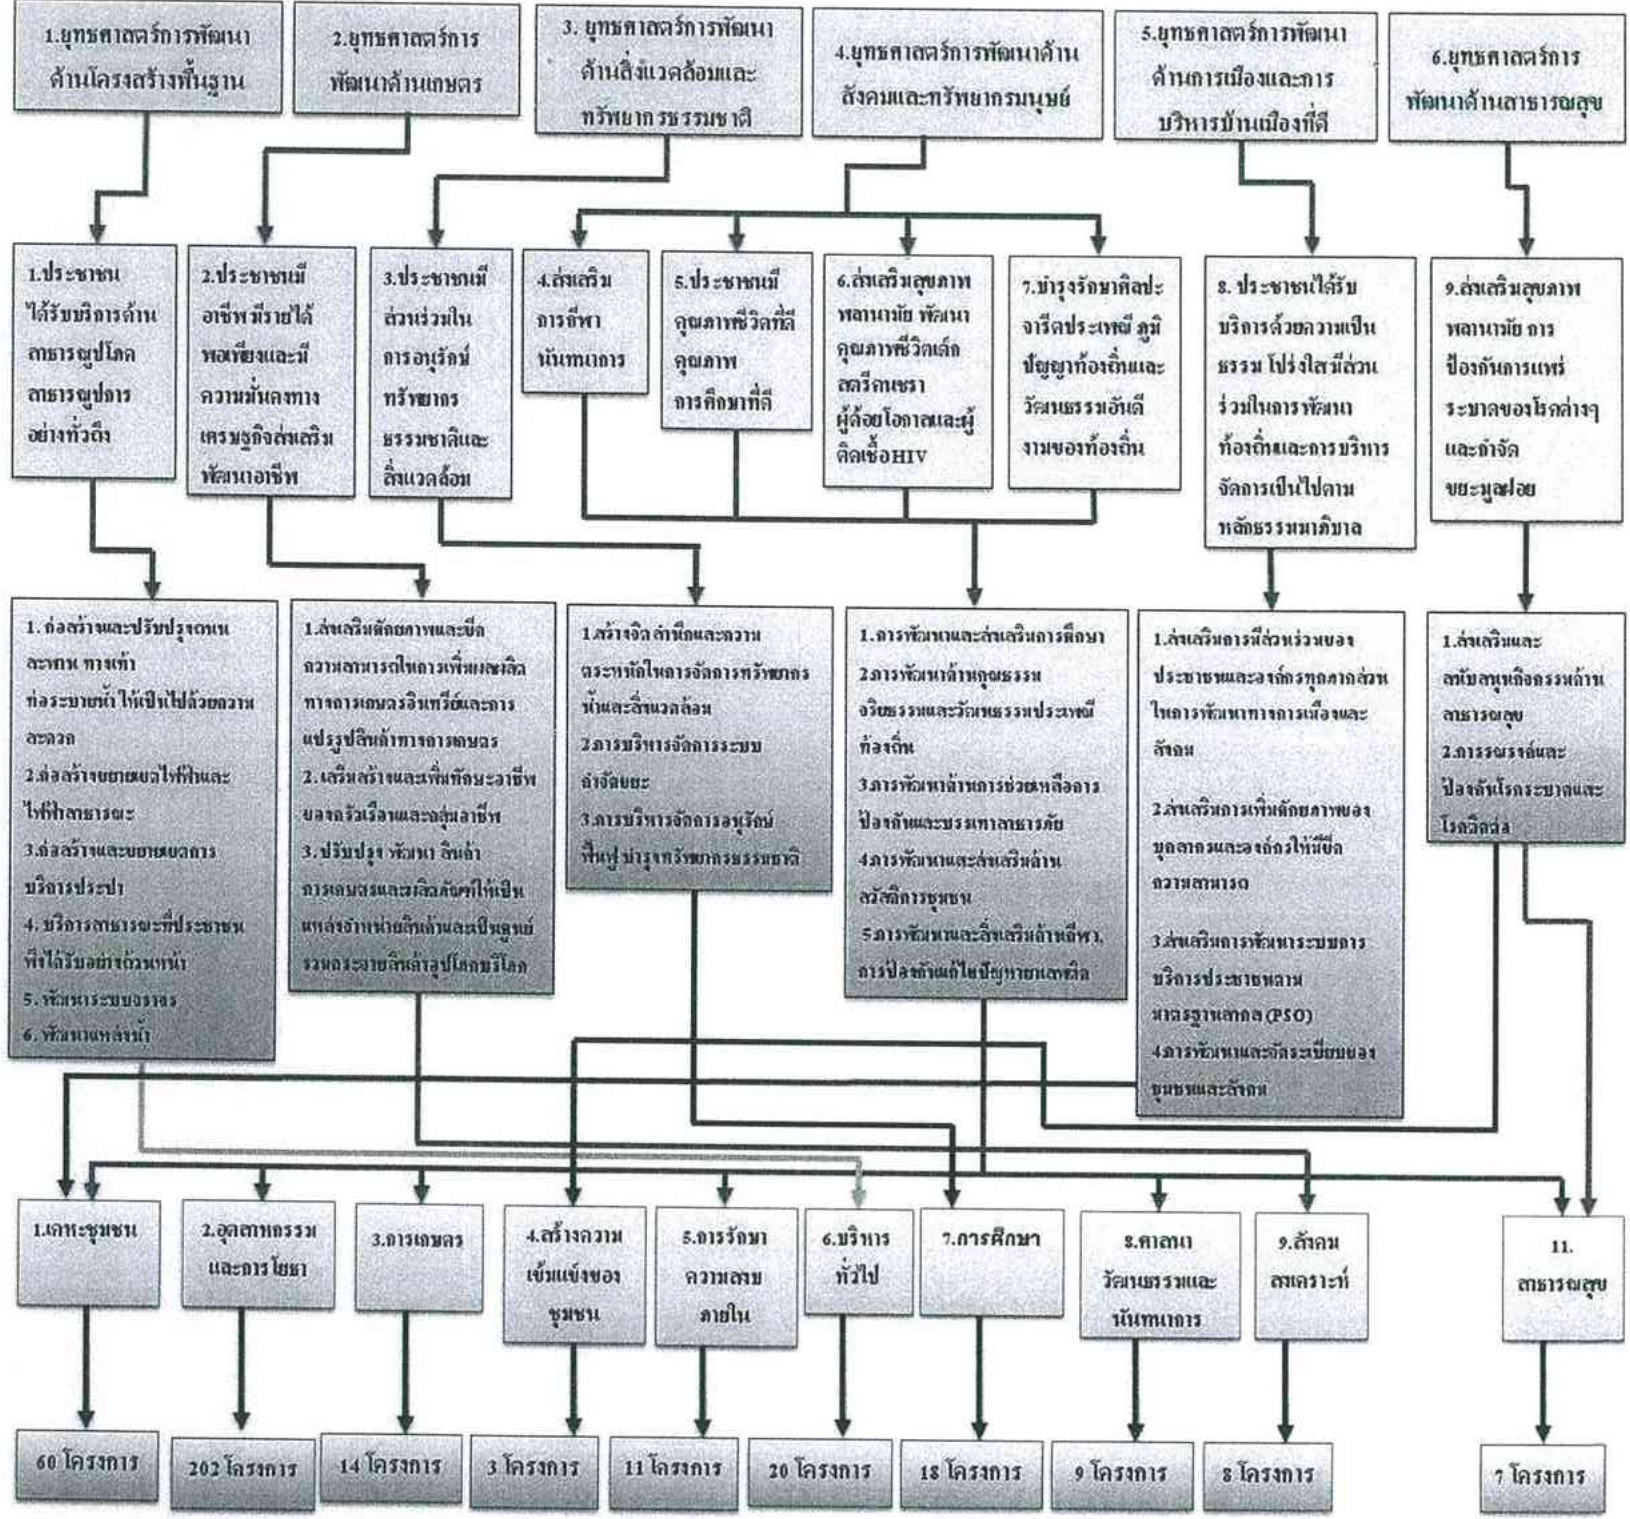 1.ยุทธศาสตร์การพัฒนา
ด้านโครงสร้างพื้นฐาน
2.ยุทธศาสตร์การ
พัฒนาด้านเกษตร
3. ยุทธศาสตร์การพัฒนา
ด้านสิ่งแวดล้อมและ
ทรัพยากรธรรมชาติ
4.ยุทธศาสตร์การพัฒนาด้าน
สังคมและทรัพยากรมนุษย์
5.ยุทธศาสตร์การพัฒนา
ด้านการเมืองและการ
บริหารบ้านเมืองที่ดี
6.ยุทธศาสตร์การ
พัฒนาด้านสาธารณสุข
1.ประชาชน
ได้รับบริการด้าน
สาธารณูปโภค
สาธารณูปการ
อย่างทั่วถึง
2.ประชาชนมี
อาชีพ มีรายได้
พอเพียงและมี
ความมั่นคงทาง
เศรษฐกิจส่งเสริม
พัฒนาอาชีพ
3.ประชาชนมี
ส่วนร่วมใน
การอนุรักษ์
ทรัพยากร
ธรรมชาติและ
สิ่งแวดล้อม
4.ส่งเสริม
การกีฬา
นันทนาการ
5.ประชาชนมี
คุณภาพชีวิตที่ดี
คุณภาพ
การศึกษาที่ดี
6.ส่งเสริมสุขภาพ
พลานามัย พัฒนา
คุณภาพชีวิตเด็ก
สตรีคนชรา
ผู้ด้อยโอกาสและผู้
ติดเชื้อHIV
7.บำรุงรักษาศิลปะ
จารีตประเพณี ภูมิ
ปัญญาท้องถิ่นและ
วัฒนธรรมอันดี
งามของท้องถิ่น
8. ประชาชนได้รับ
บริการด้วยความเป็น
ธรรม โปร่งใส มีส่วน
ร่วมในการพัฒนา
ท้องถิ่นและการบริหาร
จัดการเป็นไปตาม
หลักธรรมมาภิบาล
9.ส่งเสริมสุขภาพ
พลานามัย การ
ป้องกันการแพร่
ระบาดของโรคต่างๆ
และกำจัด
ขยะมูลฝอย
1. ก่อสร้างและปรับปรุงถนน
สะพาน ทางเท้า
ท่อระบายน้ำ ให้เป็นไปด้วยความ
สะดวก
2.ก่อสร้างขยายเขตไฟฟ้าและ
ไฟฟ้าสาธารณะ
3.ก่อสร้างและขยายเขตการ
บริการประปา
4. บริการสาธารณะที่ประชาชน
พึงได้รับอย่างถ้วนหน้า
5. พัฒนาระบบจราจร
6. พัฒนาแหล่งน้ำ
1.ส่งเสริมศักยภาพและขีด
ความสามารถในการเพิ่มผลผลิต
ทางการเกษตรอินทรีย์และการ
แปรรูปสินค้าทางการเกษตร
2. เสริมสร้างและเพิ่มทักษะอาชีพ
ของครัวเรือนและกลุ่มอาชีพ
3. ปรับปรุง พัฒนา สินค้า
การเกษตรและผลิตภัณฑ์ให้เป็น
แหล่งจำหน่ายสินค้าและเป็นศูนย์
รวมกระจายสินค้าอุปโภคบริโภค
1.สร้างจิตสำนึกและความ
ตระหนักในการจัดการทรัพยากร
น้ำและสิ่งแวดล้อม
2.การบริหารจัดการระบบ
กำจัดขยะ
3.การบริหารจัดการอนุรักษ์
ฟื้นฟู บำรุงทรัพยากรธรรมชาติ
1.การพัฒนาและส่งเสริมการศึกษา
2.การพัฒนาด้านคุณธรรม
จริยธรรมและวัฒนธรรมประเพณี
ท้องถิ่น
3.การพัฒนาด้านการช่วยเหลือการ
ป้องกันและบรรเทาสาธารภัย
4.การพัฒนาและส่งเสริมด้าน
สวัสดิการชุมชน
5.การพัฒนาและส่งเสริมด้านกีฬา,
การป้องกันแก้ไขปัญหายาเสพติด
1.ส่งเสริมการมีส่วนร่วมของ
ประชาชนและองค์กรทุกภาคส่วน
ในการพัฒนาทางการเมืองและ
สังคม
2.ส่งเสริมการเพิ่มศักยภาพของ
บุคลากรและองค์กรให้มีขีด
ความสามารถ
3.ส่งเสริมการพัฒนาระบบการ
บริการประชาชนตาม
มาตรฐานสากล(PSO)
4.การพัฒนาและจัดระเบียบของ
ชุมชนและสังคม
1.ส่งเสริมและ
สนับสนุนกิจกรรมด้าน
สาธารณสุข
2.การรณรงค์และ
ป้องกันโรคระบาดและ
โรคติดต่อ
1.เคหะชุมชน
2.อุตสาหกรรม
และการโยธา
3.การเกษตร
4.สร้างความ
เข้มแข็งของ
ชุมชน
5.การรักษา
ความสงบ
ภายใน
6.บริหาร
ทั่วไป
7.การศึกษา
8.ศาสนา
วัฒนธรรมและ
นันทนาการ
9.สังคม
สงเคราะห์
11.
สาธารณสุข
60 โครงการ
202 โครงการ
14 โครงการ
3 โครงการ
11 โครงการ
20 โครงการ
18 โครงการ
9 โครงการ
8 โครงการ
7 โครงการ